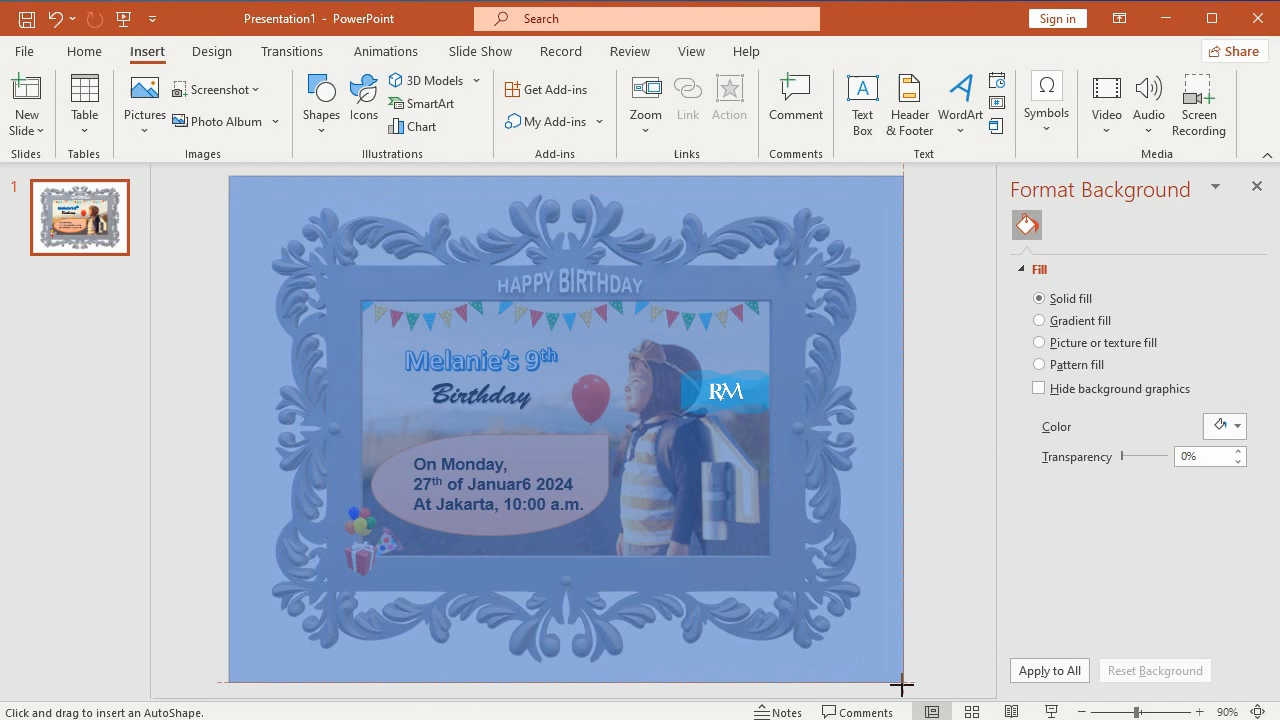 Presentation1 - PowerPoint
Search
Sign in
File Home Insert Design Transitions Animations Slide Show Record Review View Help
Share
New Slide
Slides
Table
Tables
Pictures
Screenshot
Photo Album
Images
Shapes
Icons
3D Models
SmartArt
Chart
Illustrations
Get Add-ins
My Add-ins
Add-ins
Zoom
Link
Action
Links
Comment
Comments
Text Box
Header & Footer
WordArt
Text
Symbols
Video
Audio
Screen Recording
Media
1
HAPPY BIRTHDAY
Melanie's 9th
Birthday
RM
On Monday,
27th of Januar6 2024
At Jakarta, 10:00 a.m.
Format Background
Fill
Solid fill
Gradient fill
Picture or texture fill
Pattern fill
Hide background graphics
Color
Transparency 0%
Apply to All
Reset Background
Click and drag to insert an AutoShape.
Notes
Comments
90%